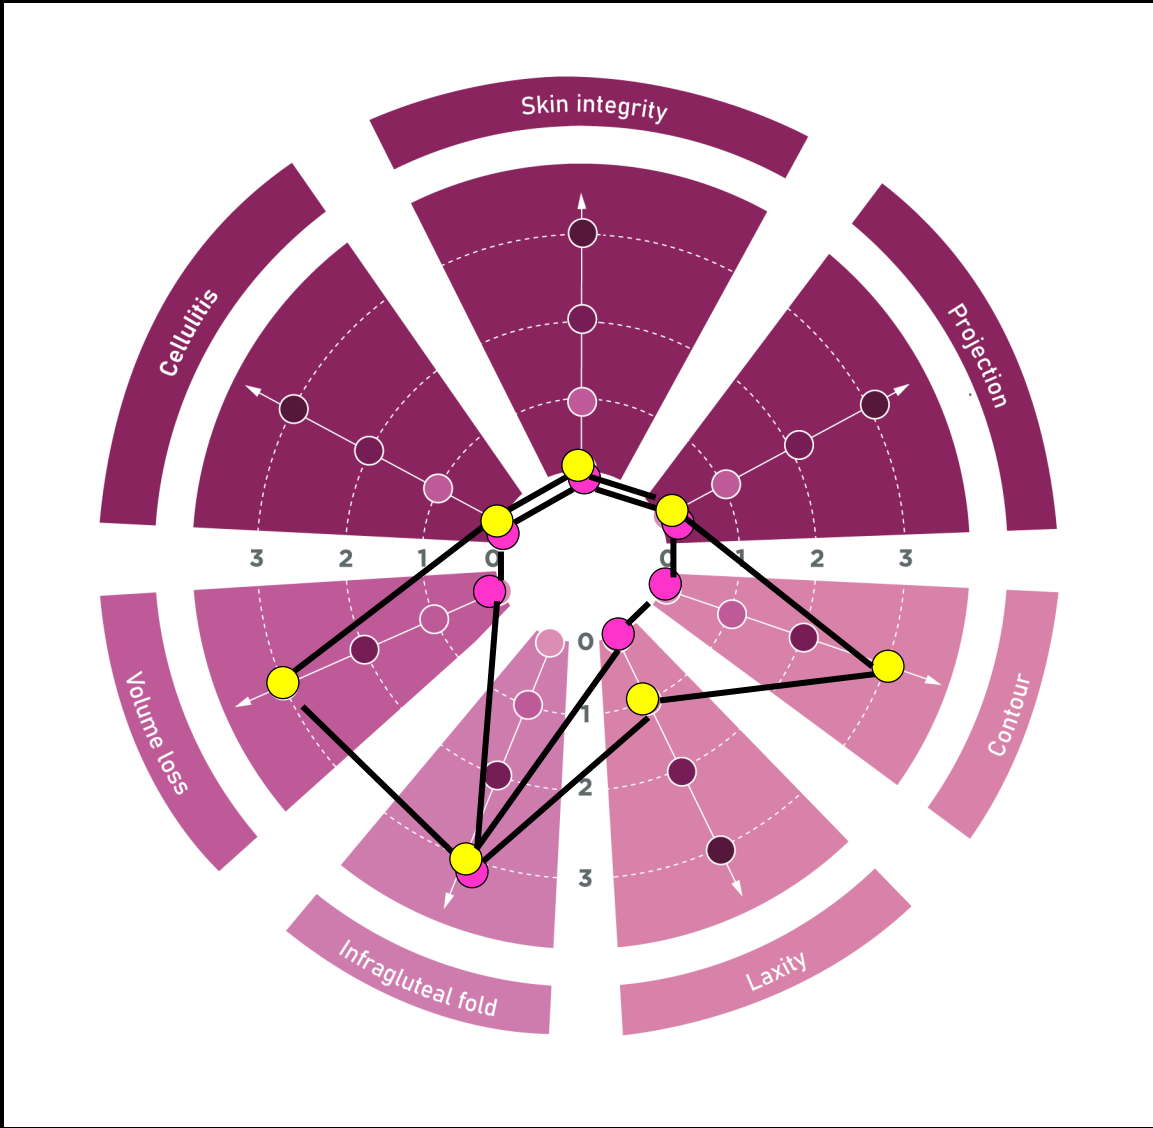 Skin integrity
Cellulitis
Projection
3 2 1 0 0 1 2 3
0
1
2
3
Volume loss
Contour
Infragluteal fold
Laxity